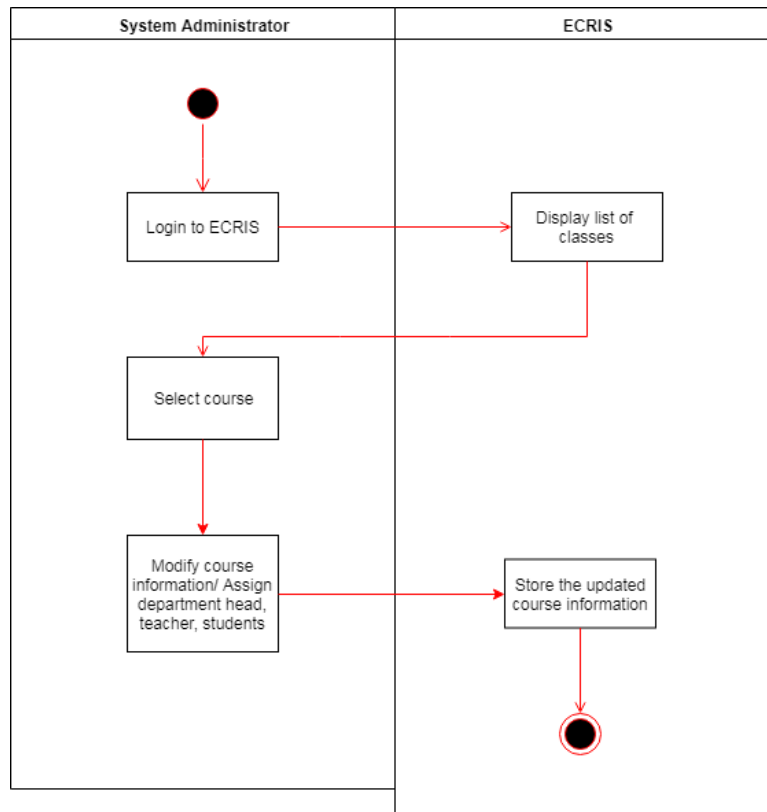 System Administrator
ECRIS
Login to ECRIS
Display list of
classes
Select course
Modify course
information/ Assign
department head,
teacher, students
Store the updated
course information